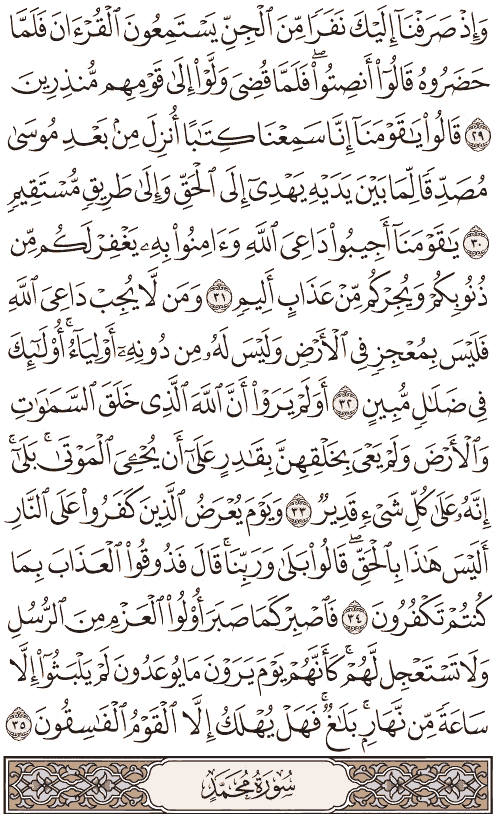 وَإِذْ صَرَفْنَآ إِلَيْكَ نَفَرًا مِّنَ ٱلْجِنِّ يَسْتَمِعُونَ ٱلْقُرْءَانَ فَلَمَّا
حَضَرُوهُ قَالُوٓا۟ أَنصِتُوا۟ ۖ فَلَمَّا قُضِىَ وَلَّوْا۟ إِلَىٰ قَوْمِهِم مُّنذِرِينَ
٢٩ قَالُوا۟ يَٰقَوْمَنَآ إِنَّا سَمِعْنَا كِتَٰبًا أُنزِلَ مِنۢ بَعْدِ مُوسَىٰ
مُصَدِّقًا لِّمَا بَيْنَ يَدَيْهِ يَهْدِىٓ إِلَى ٱلْحَقِّ وَإِلَىٰ طَرِيقٍ مُّسْتَقِيمٍ
٣٠ يَٰقَوْمَنَآ أَجِيبُوا۟ دَاعِىَ ٱللَّهِ وَءَامِنُوا۟ بِهِۦ يَغْفِرْ لَكُم مِّن
ذُنُوبِكُمْ وَيُجِرْكُم مِّنْ عَذَابٍ أَلِيمٍ ٣١ وَمَن لَّا يُجِبْ دَاعِىَ ٱللَّهِ
فَلَيْسَ بِمُعْجِزٍ فِى ٱلْأَرْضِ وَلَيْسَ لَهُۥ مِن دُونِهِۦٓ أَوْلِيَآءُ ۚ أُو۟لَٰٓئِكَ
فِى ضَلَٰلٍ مُّبِينٍ ٣٢ أَوَلَمْ يَرَوْا۟ أَنَّ ٱللَّهَ ٱلَّذِى خَلَقَ ٱلسَّمَٰوَٰتِ
وَٱلْأَرْضَ وَلَمْ يَعْىَ بِخَلْقِهِنَّ بِقَٰدِرٍ عَلَىٰٓ أَن يُحْۦِىَ ٱلْمَوْتَىٰ ۚ بَلَىٰٓ ۚ
إِنَّهُۥ عَلَىٰ كُلِّ شَىْءٍ قَدِيرٌ ٣٣ وَيَوْمَ يُعْرَضُ ٱلَّذِينَ كَفَرُوا۟ عَلَى ٱلنَّارِ
أَلَيْسَ هَٰذَا بِٱلْحَقِّ ۖ قَالُوا۟ بَلَىٰ وَرَبِّنَا ۚ قَالَ فَذُوقُوا۟ ٱلْعَذَابَ بِمَا
كُنتُمْ تَكْفُرُونَ ٣٤ فَٱصْبِرْ كَمَا صَبَرَ أُو۟لُوا۟ ٱلْعَزْمِ مِنَ ٱلرُّسُلِ
وَلَا تَسْتَعْجِل لَّهُمْ ۚ كَأَنَّهُمْ يَوْمَ يَرَوْنَ مَا يُوعَدُونَ لَمْ يَلْبَثُوٓا۟ إِلَّا
سَاعَةً مِّن نَّهَارٍۭ ۚ بَلَٰغٌ ۚ فَهَلْ يُهْلَكُ إِلَّا ٱلْقَوْمُ ٱلْفَٰسِقُونَ ٣٥
سُورَةُ مُحَمَّدٍ